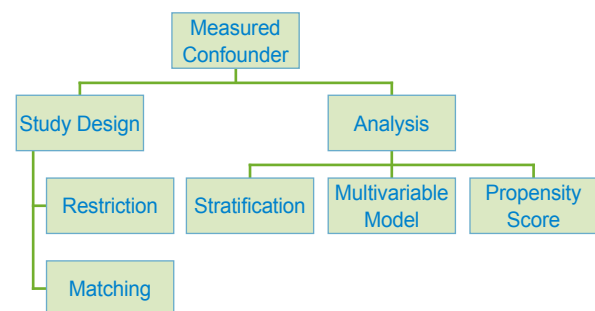 Measured
Confounder
Study Design
Analysis
Restriction
Stratification
Multivariable
Model
Propensity
Score
Matching